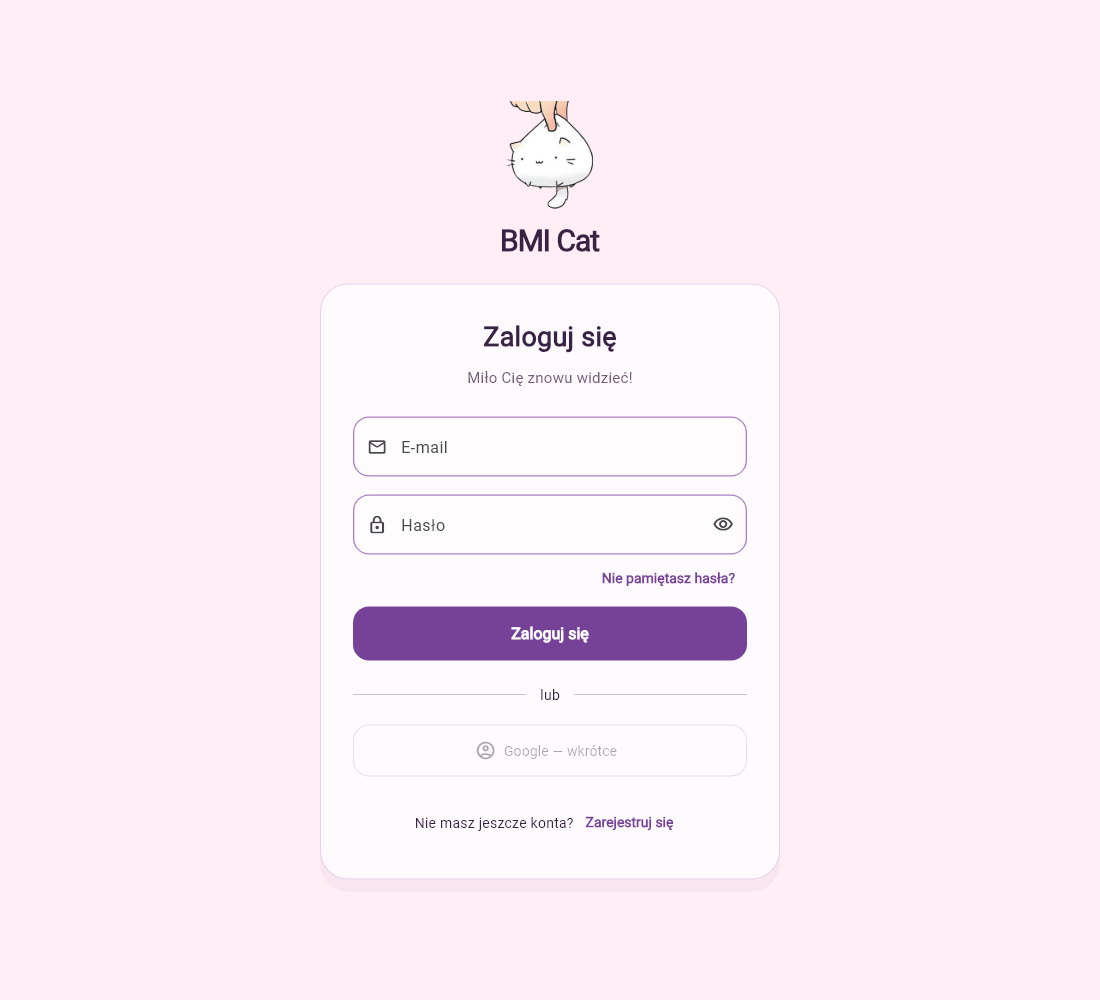 BMI Cat
Zaloguj się
Miło Cię znowu widzieć!
E-mail
Hasło
Nie pamiętasz hasła?
Zaloguj się
lub
Google — wkrótce
Nie masz jeszcze konta? Zarejestruj się